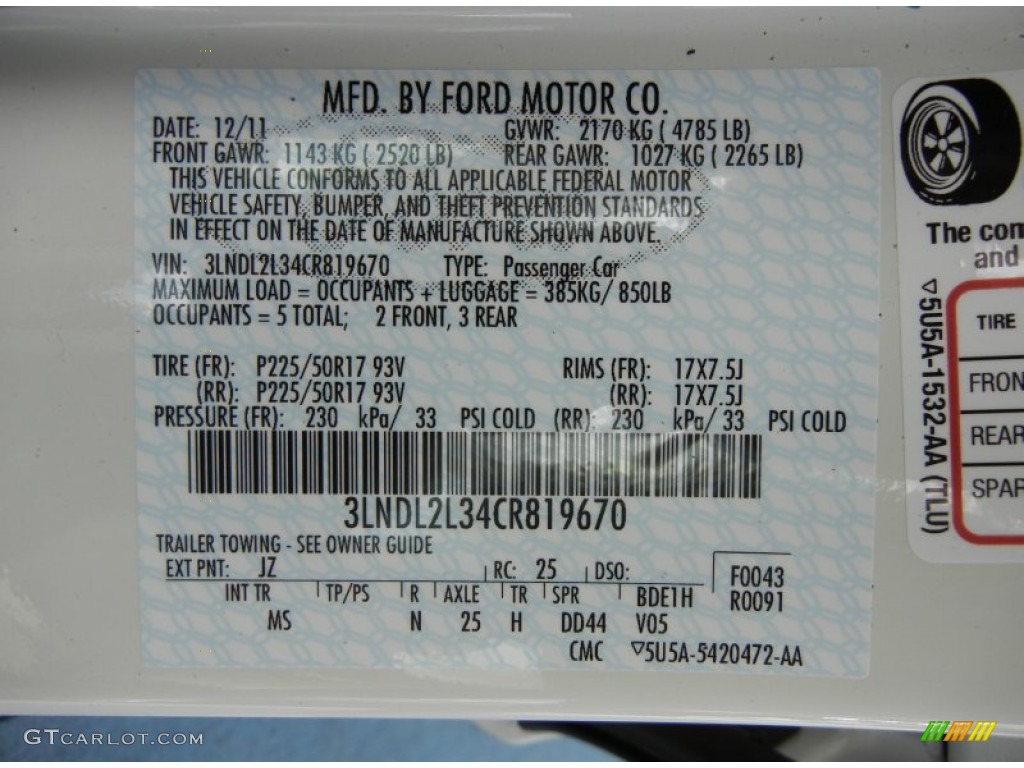 MFD. BY FORD MOTOR CO.
DATE: 12/11 GVWR: 2170 KG ( 4785 LB)
FRONT GAWR: 1143 KG ( 2520 LB) REAR GAWR: 1027 KG ( 2265 LB)
THIS VEHICLE CONFORMS TO ALL APPLICABLE FEDERAL MOTOR
VEHICLE SAFETY, BUMPER, AND THEFT PREVENTION STANDARDS
IN EFFECT ON THE DATE OF MANUFACTURE SHOWN ABOVE.
VIN: 3LNDL2L34CR819670 TYPE: Passenger Car
MAXIMUM LOAD = OCCUPANTS + LUGGAGE = 385KG/ 850LB
OCCUPANTS = 5 TOTAL; 2 FRONT, 3 REAR
TIRE (FR): P225/50R17 93V RIMS (FR): 17X7.5J
(RR): P225/50R17 93V (RR): 17X7.5J
PRESSURE (FR): 230 kPa/ 33 PSI COLD (RR): 230 kPa/ 33 PSI COLD
3LNDL2L34CR819670
TRAILER TOWING - SEE OWNER GUIDE
EXT PNT: JZ RC: 25 DSO: F0043
INT TR TP/PS R AXLE TR SPR BDE1H R0091
MS N 25 H DD44 V05
CMC ▽5U5A-5420472-AA
The com
and
▽5U5A-1532-AA (TLU)
TIRE
FRON
REAR
SPAR
GTCARLOT.COM